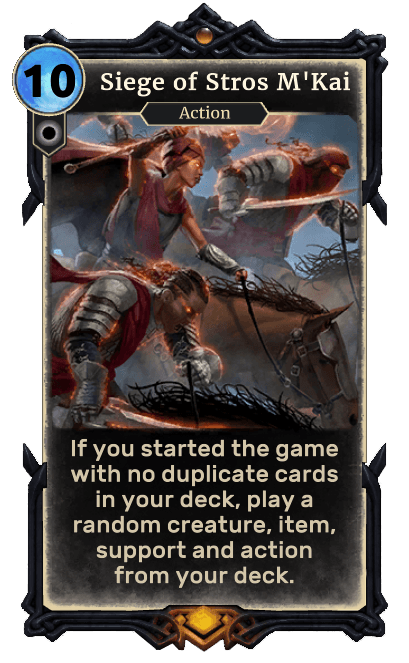 10
Siege of Stros M'Kai
Action
If you started the game
with no duplicate cards
in your deck, play a
random creature, item,
support and action
from your deck.